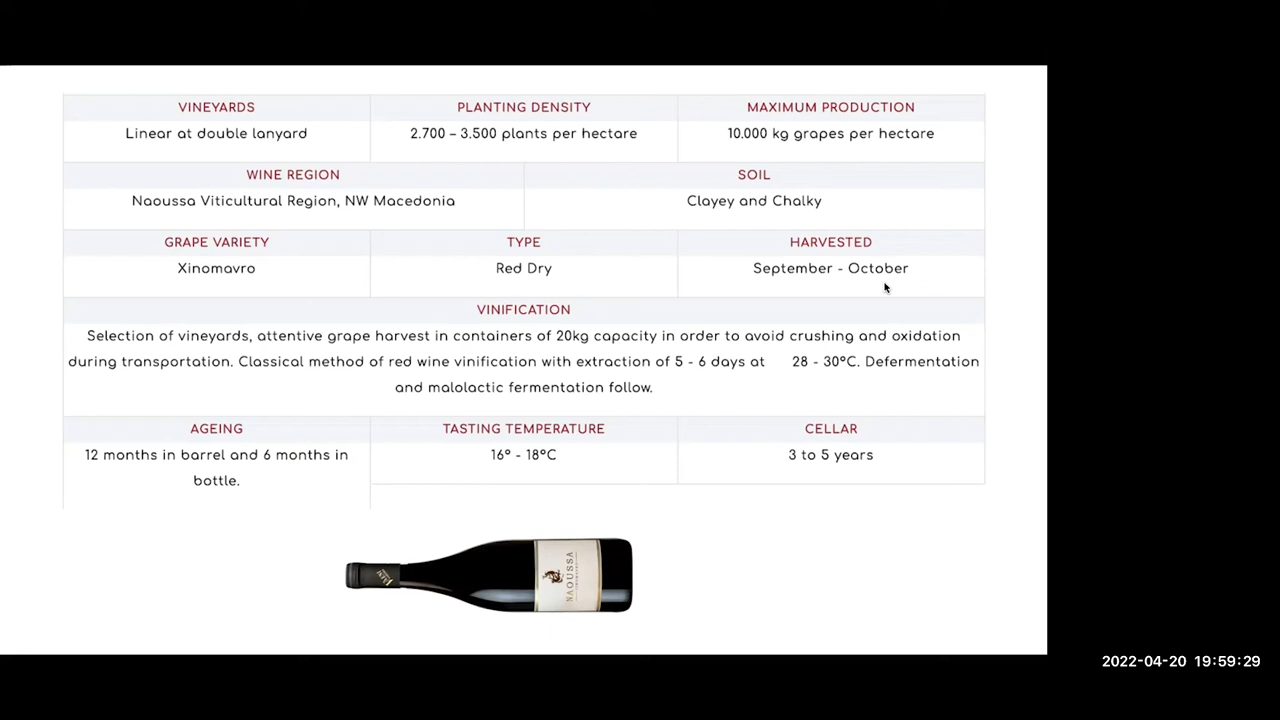 VINEYARDS PLANTING DENSITY MAXIMUM PRODUCTION
Linear at double lanyard 2.700 – 3.500 plants per hectare 10.000 kg grapes per hectare
WINE REGION SOIL
Naoussa Viticultural Region, NW Macedonia Clayey and Chalky
GRAPE VARIETY TYPE HARVESTED
Xinomavro Red Dry September - October
VINIFICATION
Selection of vineyards, attentive grape harvest in containers of 20kg capacity in order to avoid crushing and oxidation
during transportation. Classical method of red wine vinification with extraction of 5 - 6 days at 28 - 30°C. Defermentation
and malolactic fermentation follow.
AGEING TASTING TEMPERATURE CELLAR
12 months in barrel and 6 months in 16° - 18°C 3 to 5 years
bottle.
NAOUSSA
2022-04-20 19:59:29